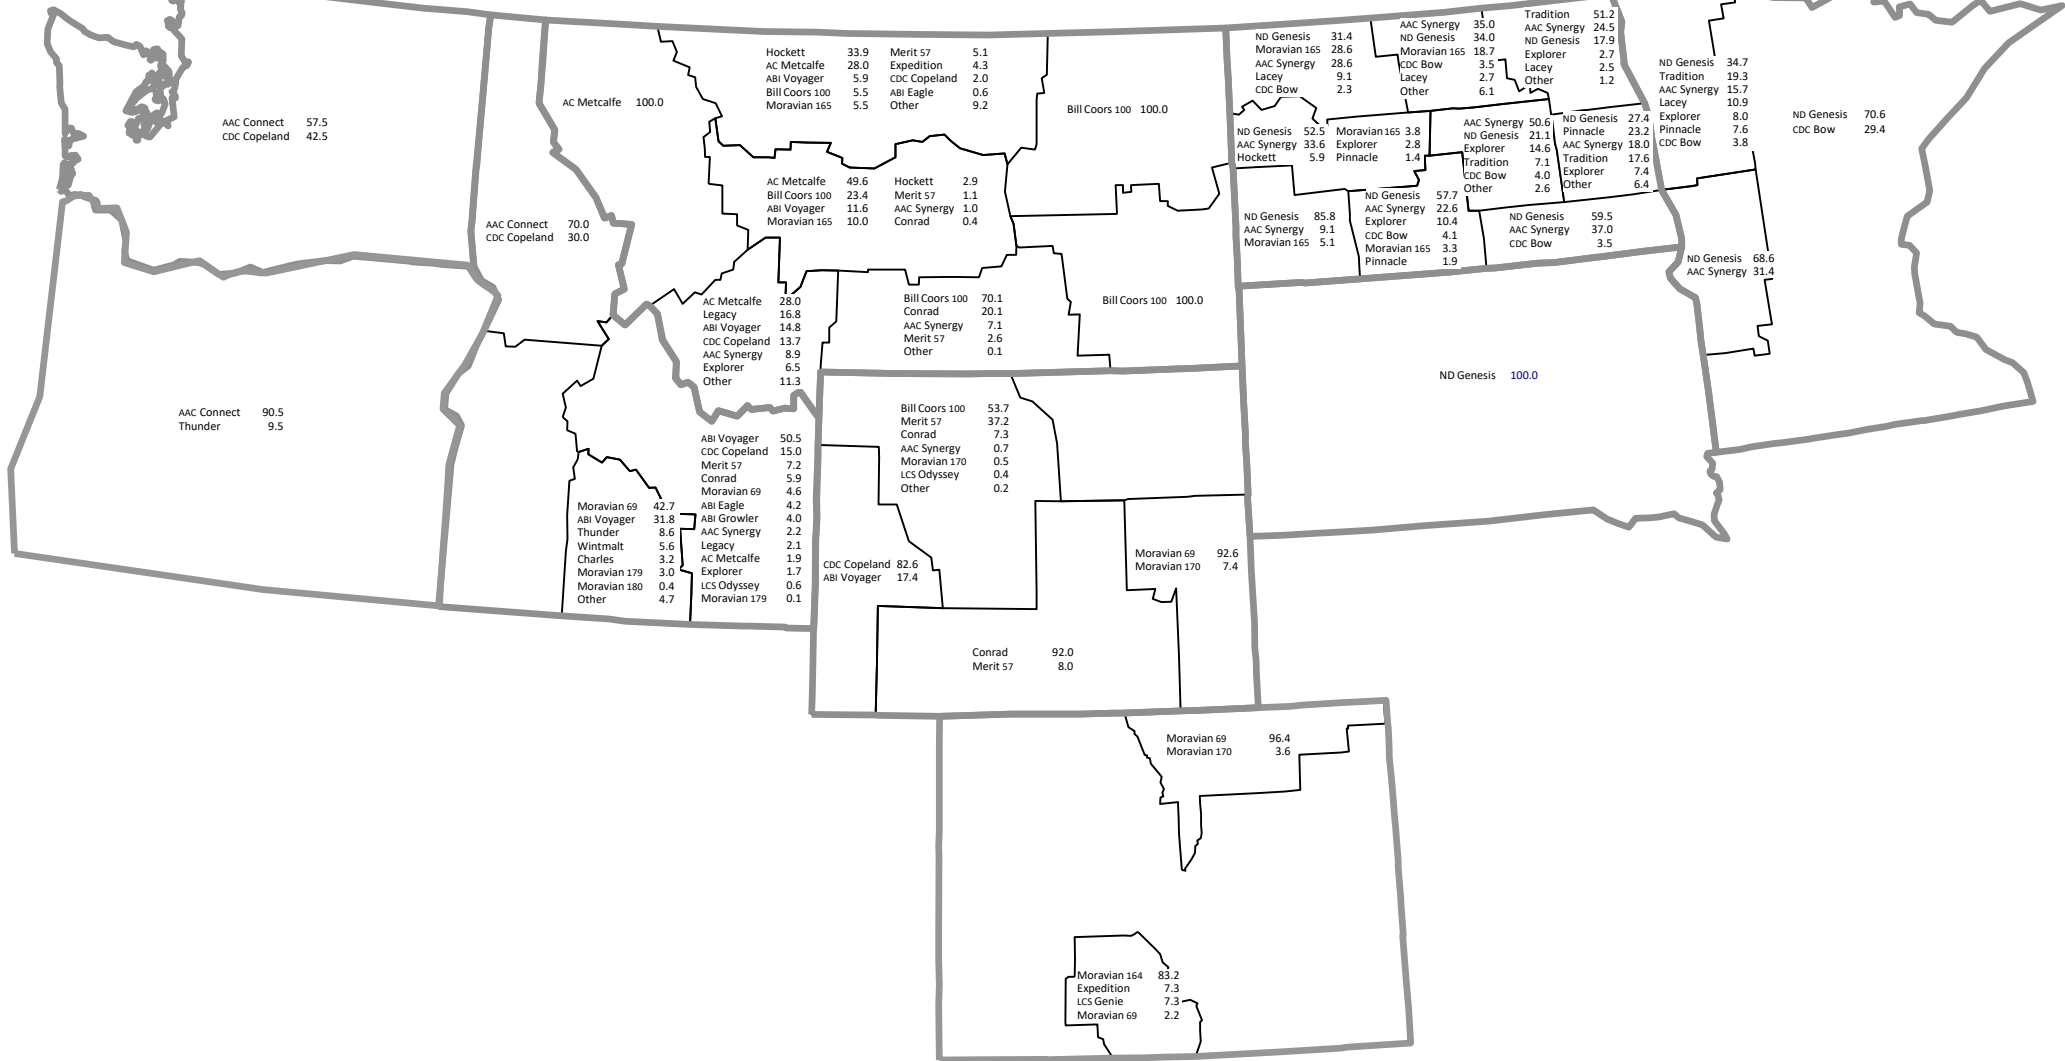 AAC Connect 57.5
CDC Copeland 42.5
AAC Connect 90.5
Thunder 9.5
AAC Connect 70.0
CDC Copeland 30.0
AC Metcalfe 100.0
Hockett 33.9 Merit 57 5.1
AC Metcalfe 28.0 Expedition 4.3
ABI Voyager 5.9 CDC Copeland 2.0
Bill Coors 100 5.5 ABI Eagle 0.6
Moravian 165 5.5 Other 9.2
Bill Coors 100 100.0
AC Metcalfe 49.6 Hockett 2.9
Bill Coors 100 23.4 Merit 57 1.1
ABI Voyager 11.6 AAC Synergy 1.0
Moravian 165 10.0 Conrad 0.4
AC Metcalfe 28.0
Legacy 16.8
ABI Voyager 14.8
CDC Copeland 13.7
AAC Synergy 8.9
Explorer 6.5
Other 11.3
Bill Coors 100 70.1
Conrad 20.1
AAC Synergy 7.1
Merit 57 2.6
Other 0.1
Bill Coors 100 100.0
Moravian 69 42.7
ABI Voyager 31.8
Thunder 8.6
Wintmalt 5.6
Charles 3.2
Moravian 179 3.0
Moravian 180 0.4
Other 4.7
ABI Voyager 50.5
CDC Copeland 15.0
Merit 57 7.2
Conrad 5.9
Moravian 69 4.6
ABI Eagle 4.2
ABI Growler 4.0
AAC Synergy 2.2
Legacy 2.1
AC Metcalfe 1.9
Explorer 1.7
LCS Odyssey 0.6
Moravian 179 0.1
Bill Coors 100 53.7
Merit 57 37.2
Conrad 7.3
AAC Synergy 0.7
Moravian 170 0.5
LCS Odyssey 0.4
Other 0.2
CDC Copeland 82.6
ABI Voyager 17.4
Moravian 69 92.6
Moravian 170 7.4
Conrad 92.0
Merit 57 8.0
Moravian 69 96.4
Moravian 170 3.6
Moravian 164 83.2
Expedition 7.3
LCS Genie 7.3
Moravian 69 2.2
ND Genesis 31.4
Moravian 165 28.6
AAC Synergy 28.6
Lacey 9.1
CDC Bow 2.3
AAC Synergy 35.0
ND Genesis 34.0
Moravian 165 18.7
CDC Bow 3.5
Lacey 2.7
Other 6.1
Tradition 51.2
AAC Synergy 24.5
ND Genesis 17.9
Explorer 2.7
Lacey 2.5
Other 1.2
ND Genesis 52.5 Moravian 165 3.8
AAC Synergy 33.6 Explorer 2.8
Hockett 5.9 Pinnacle 1.4
AAC Synergy 50.6
ND Genesis 21.1
Explorer 14.6
Tradition 7.1
CDC Bow 4.0
Other 2.6
ND Genesis 27.4
Pinnacle 23.2
AAC Synergy 18.0
Tradition 17.6
Explorer 7.4
Other 6.4
ND Genesis 85.8
AAC Synergy 9.1
Moravian 165 5.1
ND Genesis 57.7
AAC Synergy 22.6
Explorer 10.4
CDC Bow 4.1
Moravian 165 3.3
Pinnacle 1.9
ND Genesis 59.5
AAC Synergy 37.0
CDC Bow 3.5
ND Genesis 34.7
Tradition 19.3
AAC Synergy 15.7
Lacey 10.9
Explorer 8.0
Pinnacle 7.6
CDC Bow 3.8
ND Genesis 70.6
CDC Bow 29.4
ND Genesis 68.6
AAC Synergy 31.4
ND Genesis 100.0